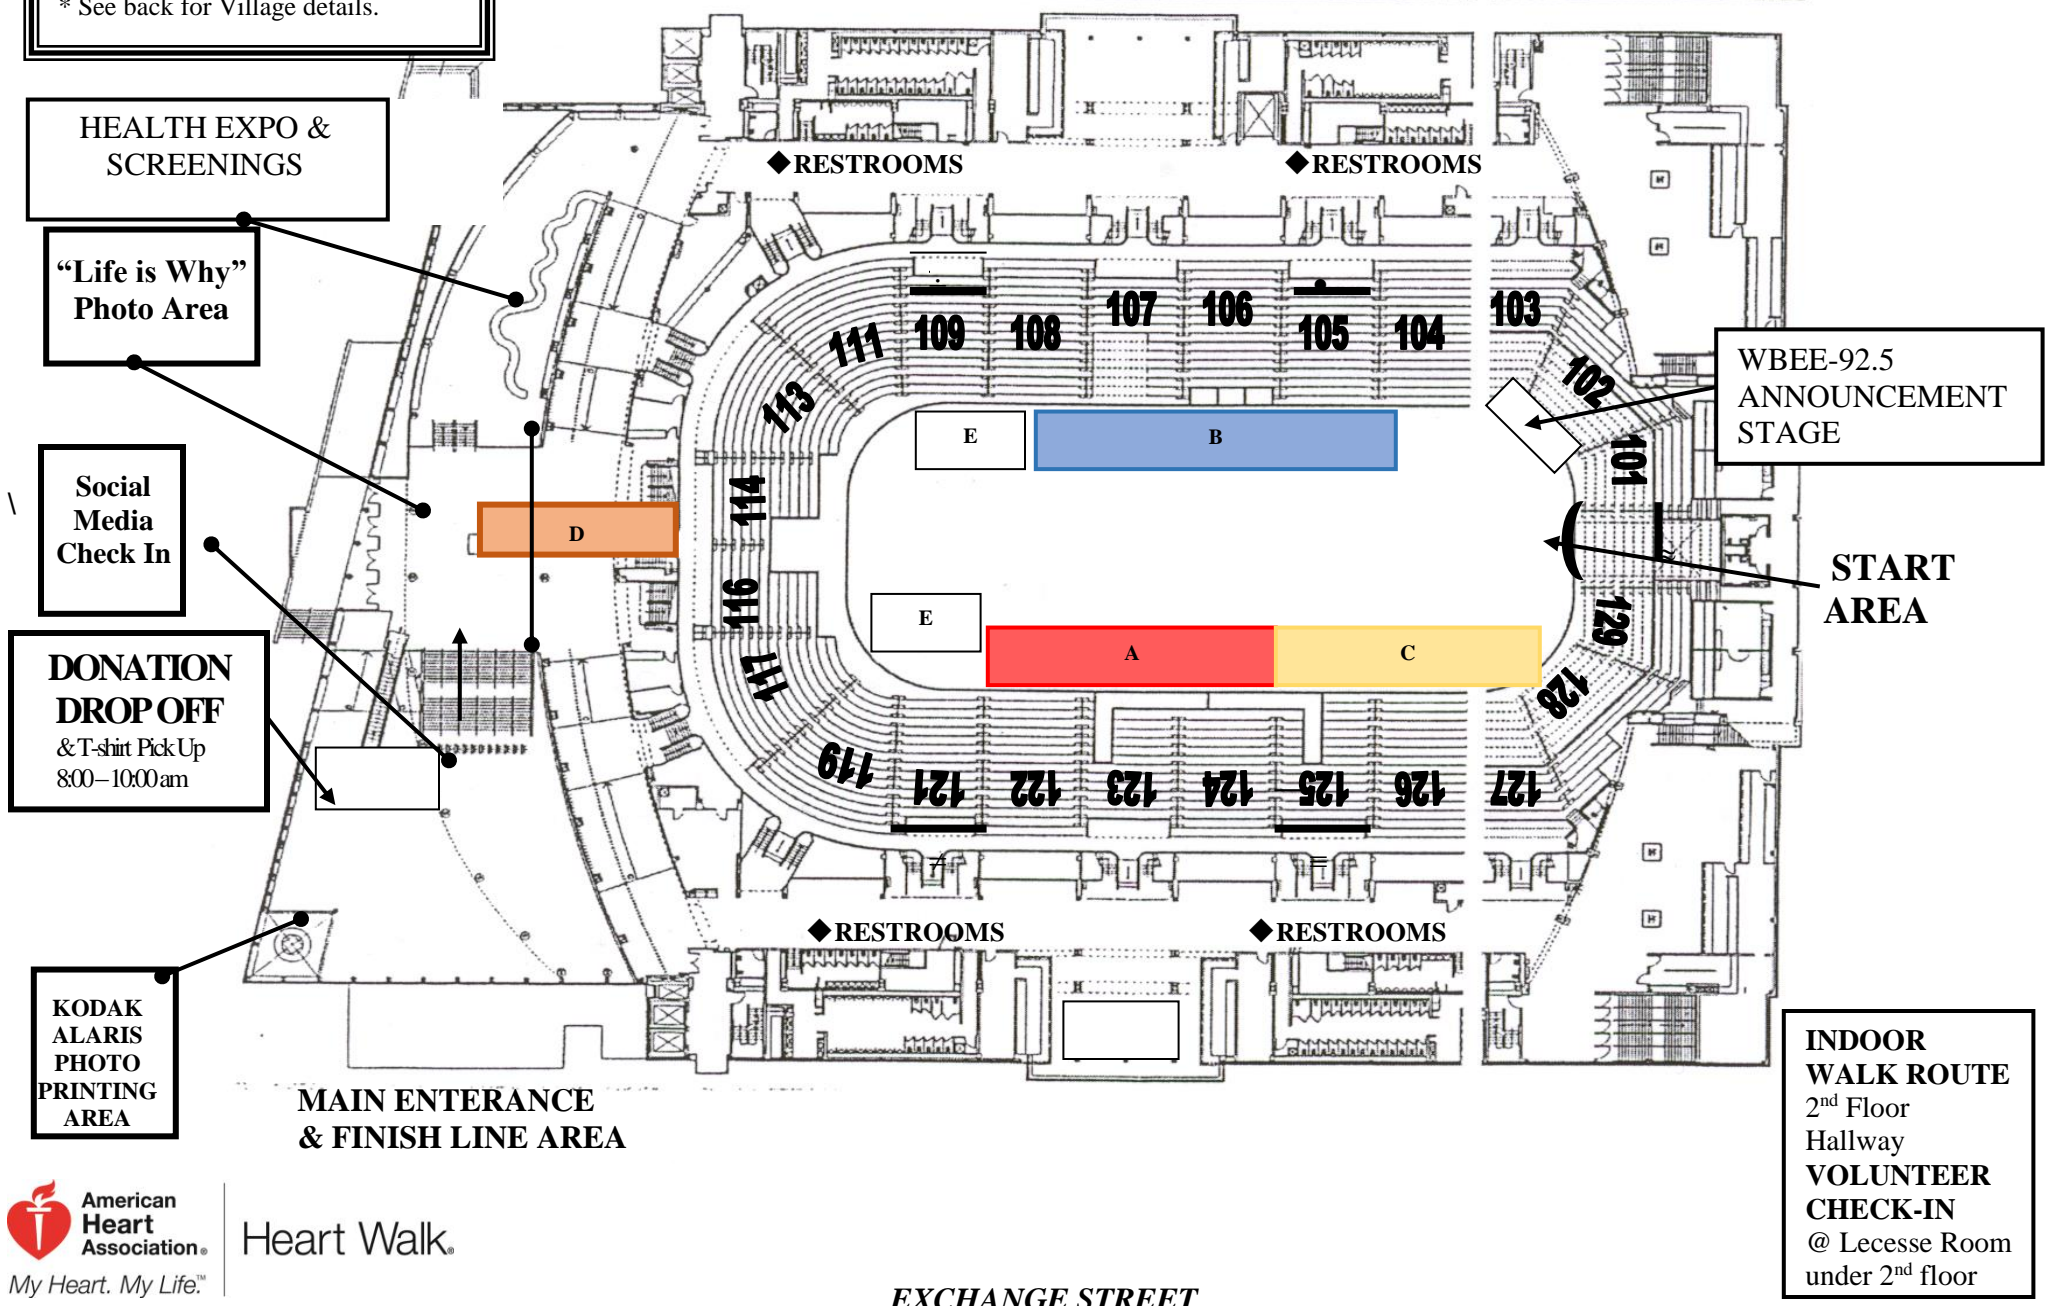 * See back for Village details.
HEALTH EXPO &
SCREENINGS
“Life is Why”
Photo Area
Social
Media
Check In
DONATION
DROP OFF
& T-shirt Pick Up
8:00 – 10:00 am
KODAK
ALARIS
PHOTO
PRINTING
AREA
MAIN ENTERANCE
& FINISH LINE AREA
◆RESTROOMS
◆RESTROOMS
◆RESTROOMS
◆RESTROOMS
113
111
109
108
107
106
105
104
103
102
101
114
116
117
119
121
122
123
124
125
126
127
128
129
E
B
D
E
A
C
WBEE-92.5
ANNOUNCEMENT
STAGE
START
AREA
INDOOR
WALK ROUTE
2nd Floor
Hallway
VOLUNTEER
CHECK-IN
@ Lecesse Room
under 2nd floor
American
Heart
Association®
My Heart. My Life.™
Heart Walk®
EXCHANGE STREET
\